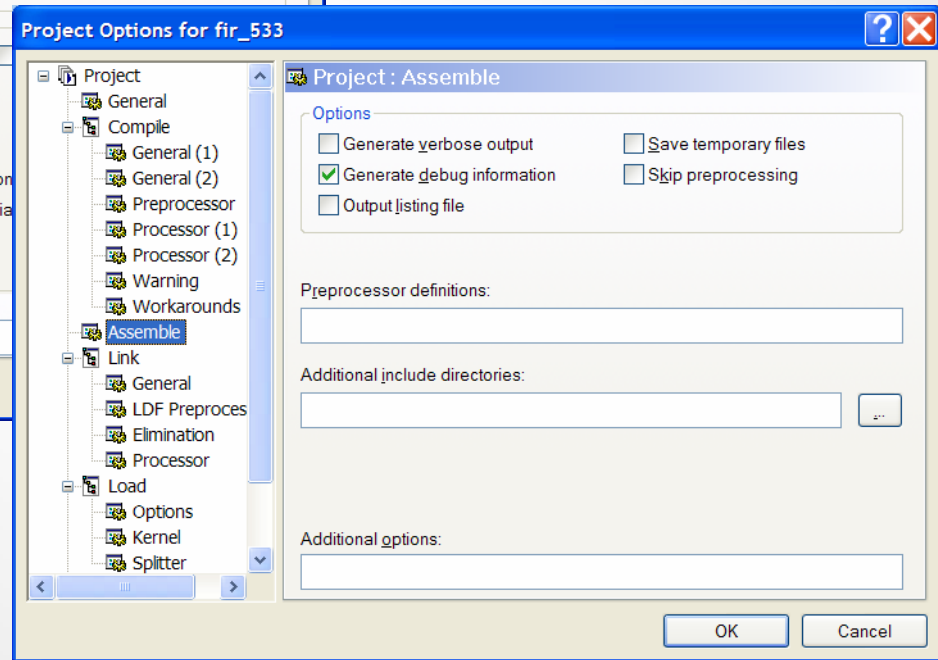 Project Options for fir_533
Project
General
Compile
General (1)
General (2)
Preprocessor
Processor (1)
Processor (2)
Warning
Workarounds
Assemble
Link
General
LDF Preproces
Elimination
Processor
Load
Options
Kernel
Splitter
Project : Assemble
Options
Generate verbose output
Save temporary files
Generate debug information
Skip preprocessing
Output listing file
Preprocessor definitions:
Additional include directories:
...
Additional options:
OK
Cancel